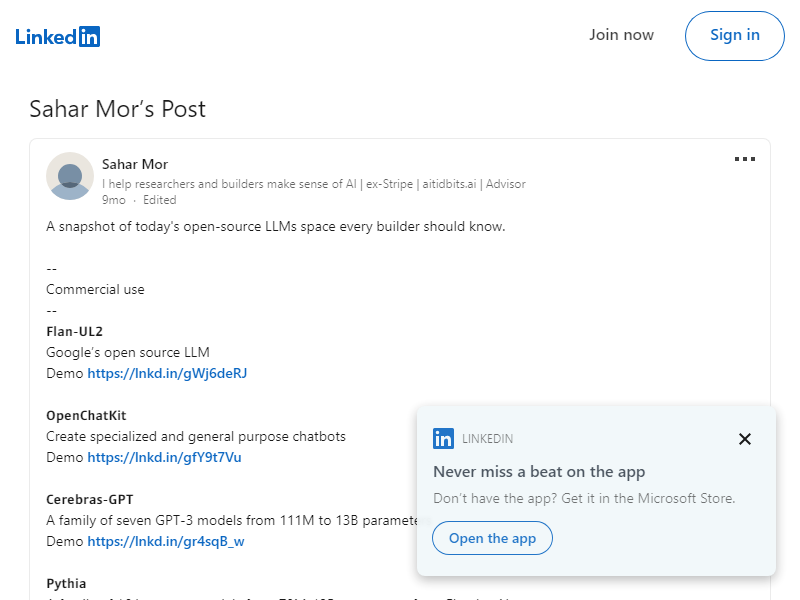 Linked in
Join now
Sign in
Sahar Mor's Post
Sahar Mor
I help researchers and builders make sense of AI | ex-Stripe | aitidbits.ai | Advisor
9mo · Edited
A snapshot of today's open-source LLMs space every builder should know.
--
Commercial use
--
Flan-UL2
Google's open source LLM
Demo https://lnkd.in/gWj6deRJ
OpenChatKit
Create specialized and general purpose chatbots
Demo https://lnkd.in/gfY9t7Vu
Cerebras-GPT
A family of seven GPT-3 models from 111M to 13B
Demo https://lnkd.in/gr4sqB_w
Pythia
in LINKEDIN
Never miss a beat on the app
Don't have the app? Get it in the Microsoft Store.
Open the app